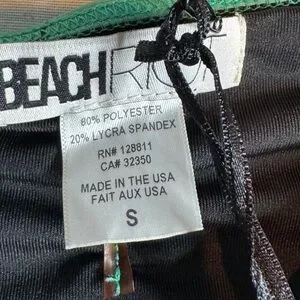 BEACH RIOT
80% POLYESTER
20% LYCRA SPANDEX
RN# 128811
CA# 32350
MADE IN THE USA
FAIT AUX USA
S